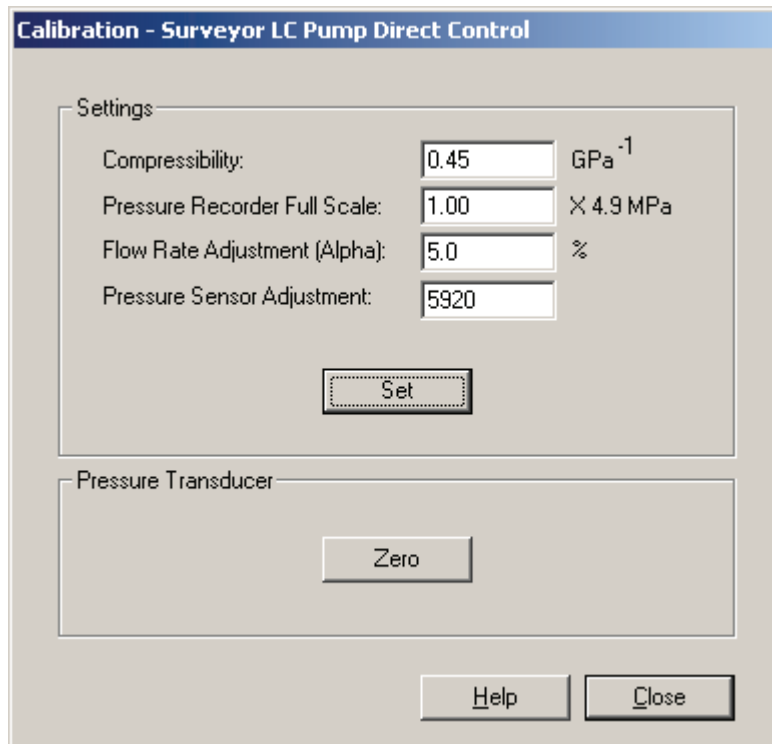 Calibration - Surveyor LC Pump Direct Control
Settings
Compressibility: 0.45 GPa⁻¹
Pressure Recorder Full Scale: 1.00 X 4.9 MPa
Flow Rate Adjustment (Alpha): 5.0 %
Pressure Sensor Adjustment: 5920
Set
Pressure Transducer
Zero
Help Close